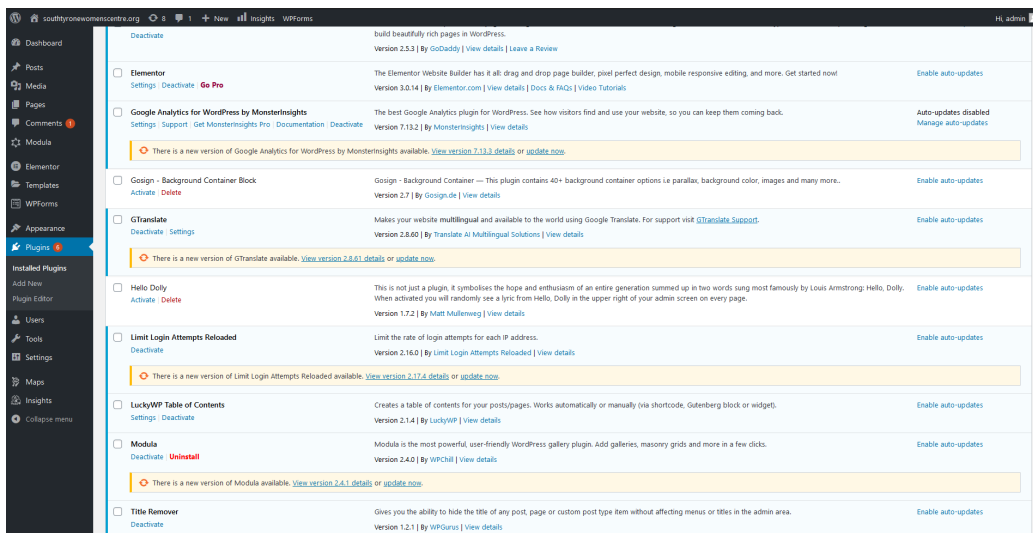 southtyronewomenscentre.org 8 1 + New Insights WPForms Hi, admin
Dashboard
Posts
Media
Pages
Comments 1
Modula
Elementor
Templates
WPForms
Appearance
Plugins 6
Installed Plugins
Add New
Plugin Editor
Users
Tools
Settings
Maps
Insights
Collapse menu
Deactivate
build beautifully rich pages in WordPress.
Version 2.5.3 | By GoDaddy | View details | Leave a Review
Elementor
Settings | Deactivate | Go Pro
The Elementor Website Builder has it all: drag and drop page builder, pixel perfect design, mobile responsive editing, and more. Get started now!
Version 3.0.14 | By Elementor.com | View details | Docs & FAQs | Video Tutorials
Enable auto-updates
Google Analytics for WordPress by MonsterInsights
Settings | Support | Get MonsterInsights Pro | Documentation | Deactivate
The best Google Analytics plugin for WordPress. See how visitors find and use your website, so you can keep them coming back.
Version 7.13.2 | By MonsterInsights | View details
Auto-updates disabled
Manage auto-updates
There is a new version of Google Analytics for WordPress by MonsterInsights available. View version 7.13.3 details or update now.
Gosign - Background Container Block
Activate | Delete
Gosign - Background Container Block — This plugin contains 40+ background container options i.e parallax, background color, images and many more..
Version 2.7 | By Gosign.de | View details
Enable auto-updates
GTranslate
Deactivate | Settings
Makes your website multilingual and available to the world using Google Translate. For support visit GTranslate Support.
Version 2.8.60 | By Translate AI Multilingual Solutions | View details
Enable auto-updates
There is a new version of GTranslate available. View version 2.8.61 details or update now.
Hello Dolly
Activate | Delete
This is not just a plugin, it symbolises the hope and enthusiasm of an entire generation summed up in two words sung most famously by Louis Armstrong: Hello, Dolly.
When activated you will randomly see a lyric from Hello, Dolly in the upper right of your admin screen on every page.
Version 1.7.2 | By Matt Mullenweg | View details
Enable auto-updates
Limit Login Attempts Reloaded
Deactivate
Limit the rate of login attempts for each IP address.
Version 2.16.0 | By Limit Login Attempts Reloaded | View details
Enable auto-updates
There is a new version of Limit Login Attempts Reloaded available. View version 2.17.4 details or update now.
LuckyWP Table of Contents
Settings | Deactivate
Creates a table of contents for your posts/pages. Works automatically or manually (via shortcode, Gutenberg block or widget).
Version 2.1.4 | By LuckyWP | View details
Enable auto-updates
Modula
Deactivate | Uninstall
Modula is the most powerful, user-friendly WordPress gallery plugin. Add galleries, masonry grids and more in a few clicks.
Version 2.4.0 | By WPChill | View details
Enable auto-updates
There is a new version of Modula available. View version 2.4.1 details or update now.
Title Remover
Deactivate
Gives you the ability to hide the title of any post, page or custom post type item without affecting menus or titles in the admin area.
Version 1.2.1 | By WPGurus | View details
Enable auto-updates